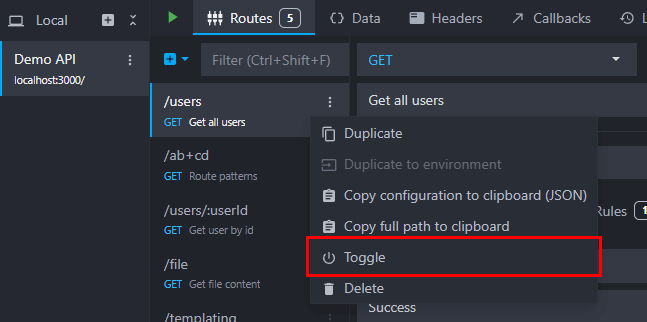 Local
Routes 5
Data
Headers
Callbacks
L
Demo API
localhost:3000/
Filter (Ctrl+Shift+F)
GET
/users
GET Get all users
Get all users
/ab+cd
GET Route patterns
/users/:userId
GET Get user by id
/file
GET Get file content
/templating
Duplicate
Duplicate to environment
Copy configuration to clipboard (JSON)
Copy full path to clipboard
Toggle
Delete
Rules 1
Success